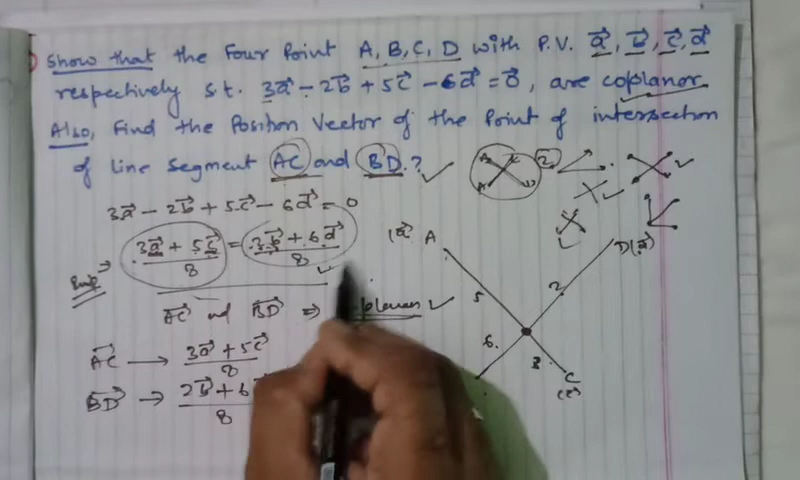 Show that the Four Point A, B, C, D with P.V. a⃗, b⃗, c⃗, d⃗
respectively s.t. 3a⃗ - 2b⃗ + 5c⃗ - 6d⃗ = 0⃗, are coplanar
Also, Find the Position Vector of the Point of intersection
of line Segment AC and BD.?
3a⃗ - 2b⃗ + 5c⃗ - 6d⃗ = 0
3a⃗ + 5c⃗ / 8 = 3b⃗ + 6d⃗ / 8
AC⃗ and BD⃗ ⇒
AC⃗ → 3a⃗ + 5c⃗ / 8
BD⃗ → 2b⃗ + 6 / 8
A
D(d⃗)
5
2
6
3
C
(c⃗)